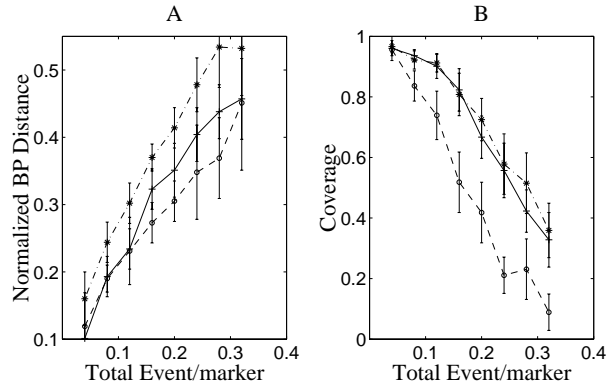 A
Normalized BP Distance
0.5
0.4
0.3
0.2
0.1
0.1 0.2 0.3 0.4
Total Event/marker
B
Coverage
1
0.8
0.6
0.4
0.2
0
0.1 0.2 0.3 0.4
Total Event/marker